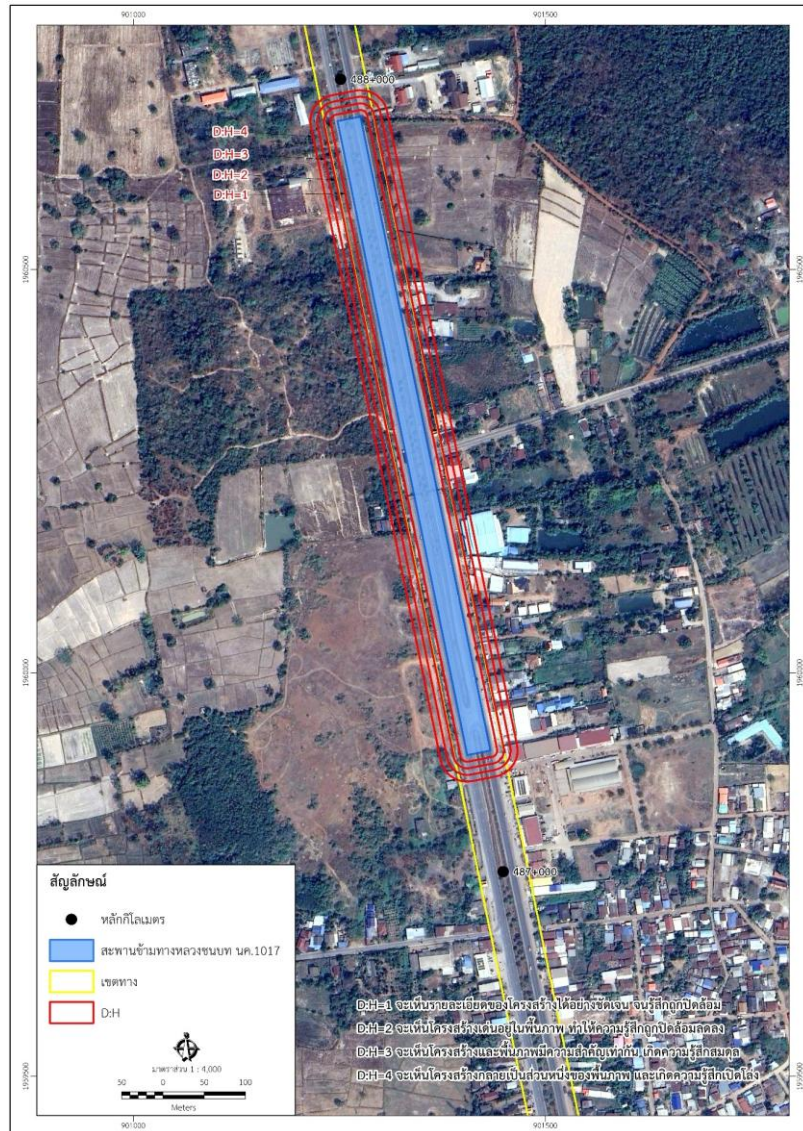 901000
901500
488+000
D:H=4
D:H=3
D:H=2
D:H=1
1962500
1962500
1960000
1960000
487+000
สัญลักษณ์
หลักกิโลเมตร
สะพานข้ามทางหลวงชนบท นค.1017
เขตทาง
D:H
มาตราส่วน 1 : 4,000
50 0 50 100
Meters
D:H=1 จะเห็นรายละเอียดของโครงสร้างได้อย่างชัดเจน จนรู้สึกถูกปิดล้อม
D:H=2 จะเห็นโครงสร้างเด่นอยู่ในพื้นภาพ ทำให้ความรู้สึกถูกปิดล้อมลดลง
D:H=3 จะเห็นโครงสร้างและพื้นภาพมีความสำคัญเท่ากัน เกิดความรู้สึกสมดุล
D:H=4 จะเห็นโครงสร้างกลายเป็นส่วนหนึ่งของพื้นภาพ และเกิดความรู้สึกเปิดโล่ง
1959500
1959500
901000
901500